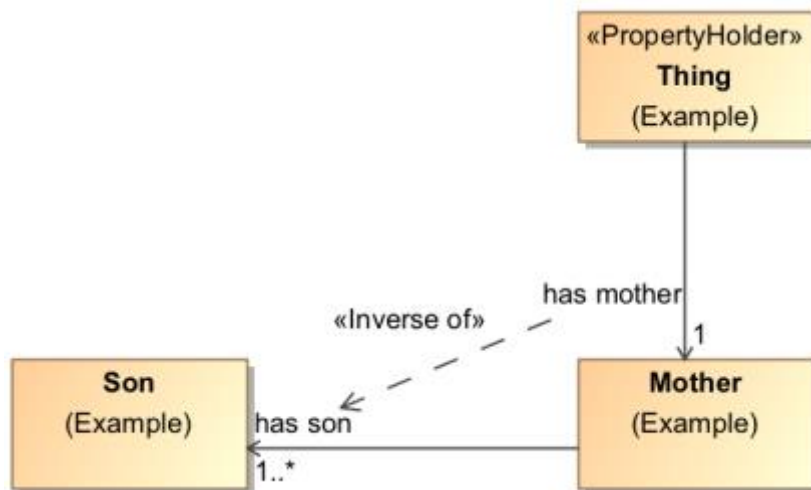 «PropertyHolder»
Thing
(Example)
has mother
«Inverse of»
1
Son
(Example)
has son
1..*
Mother
(Example)